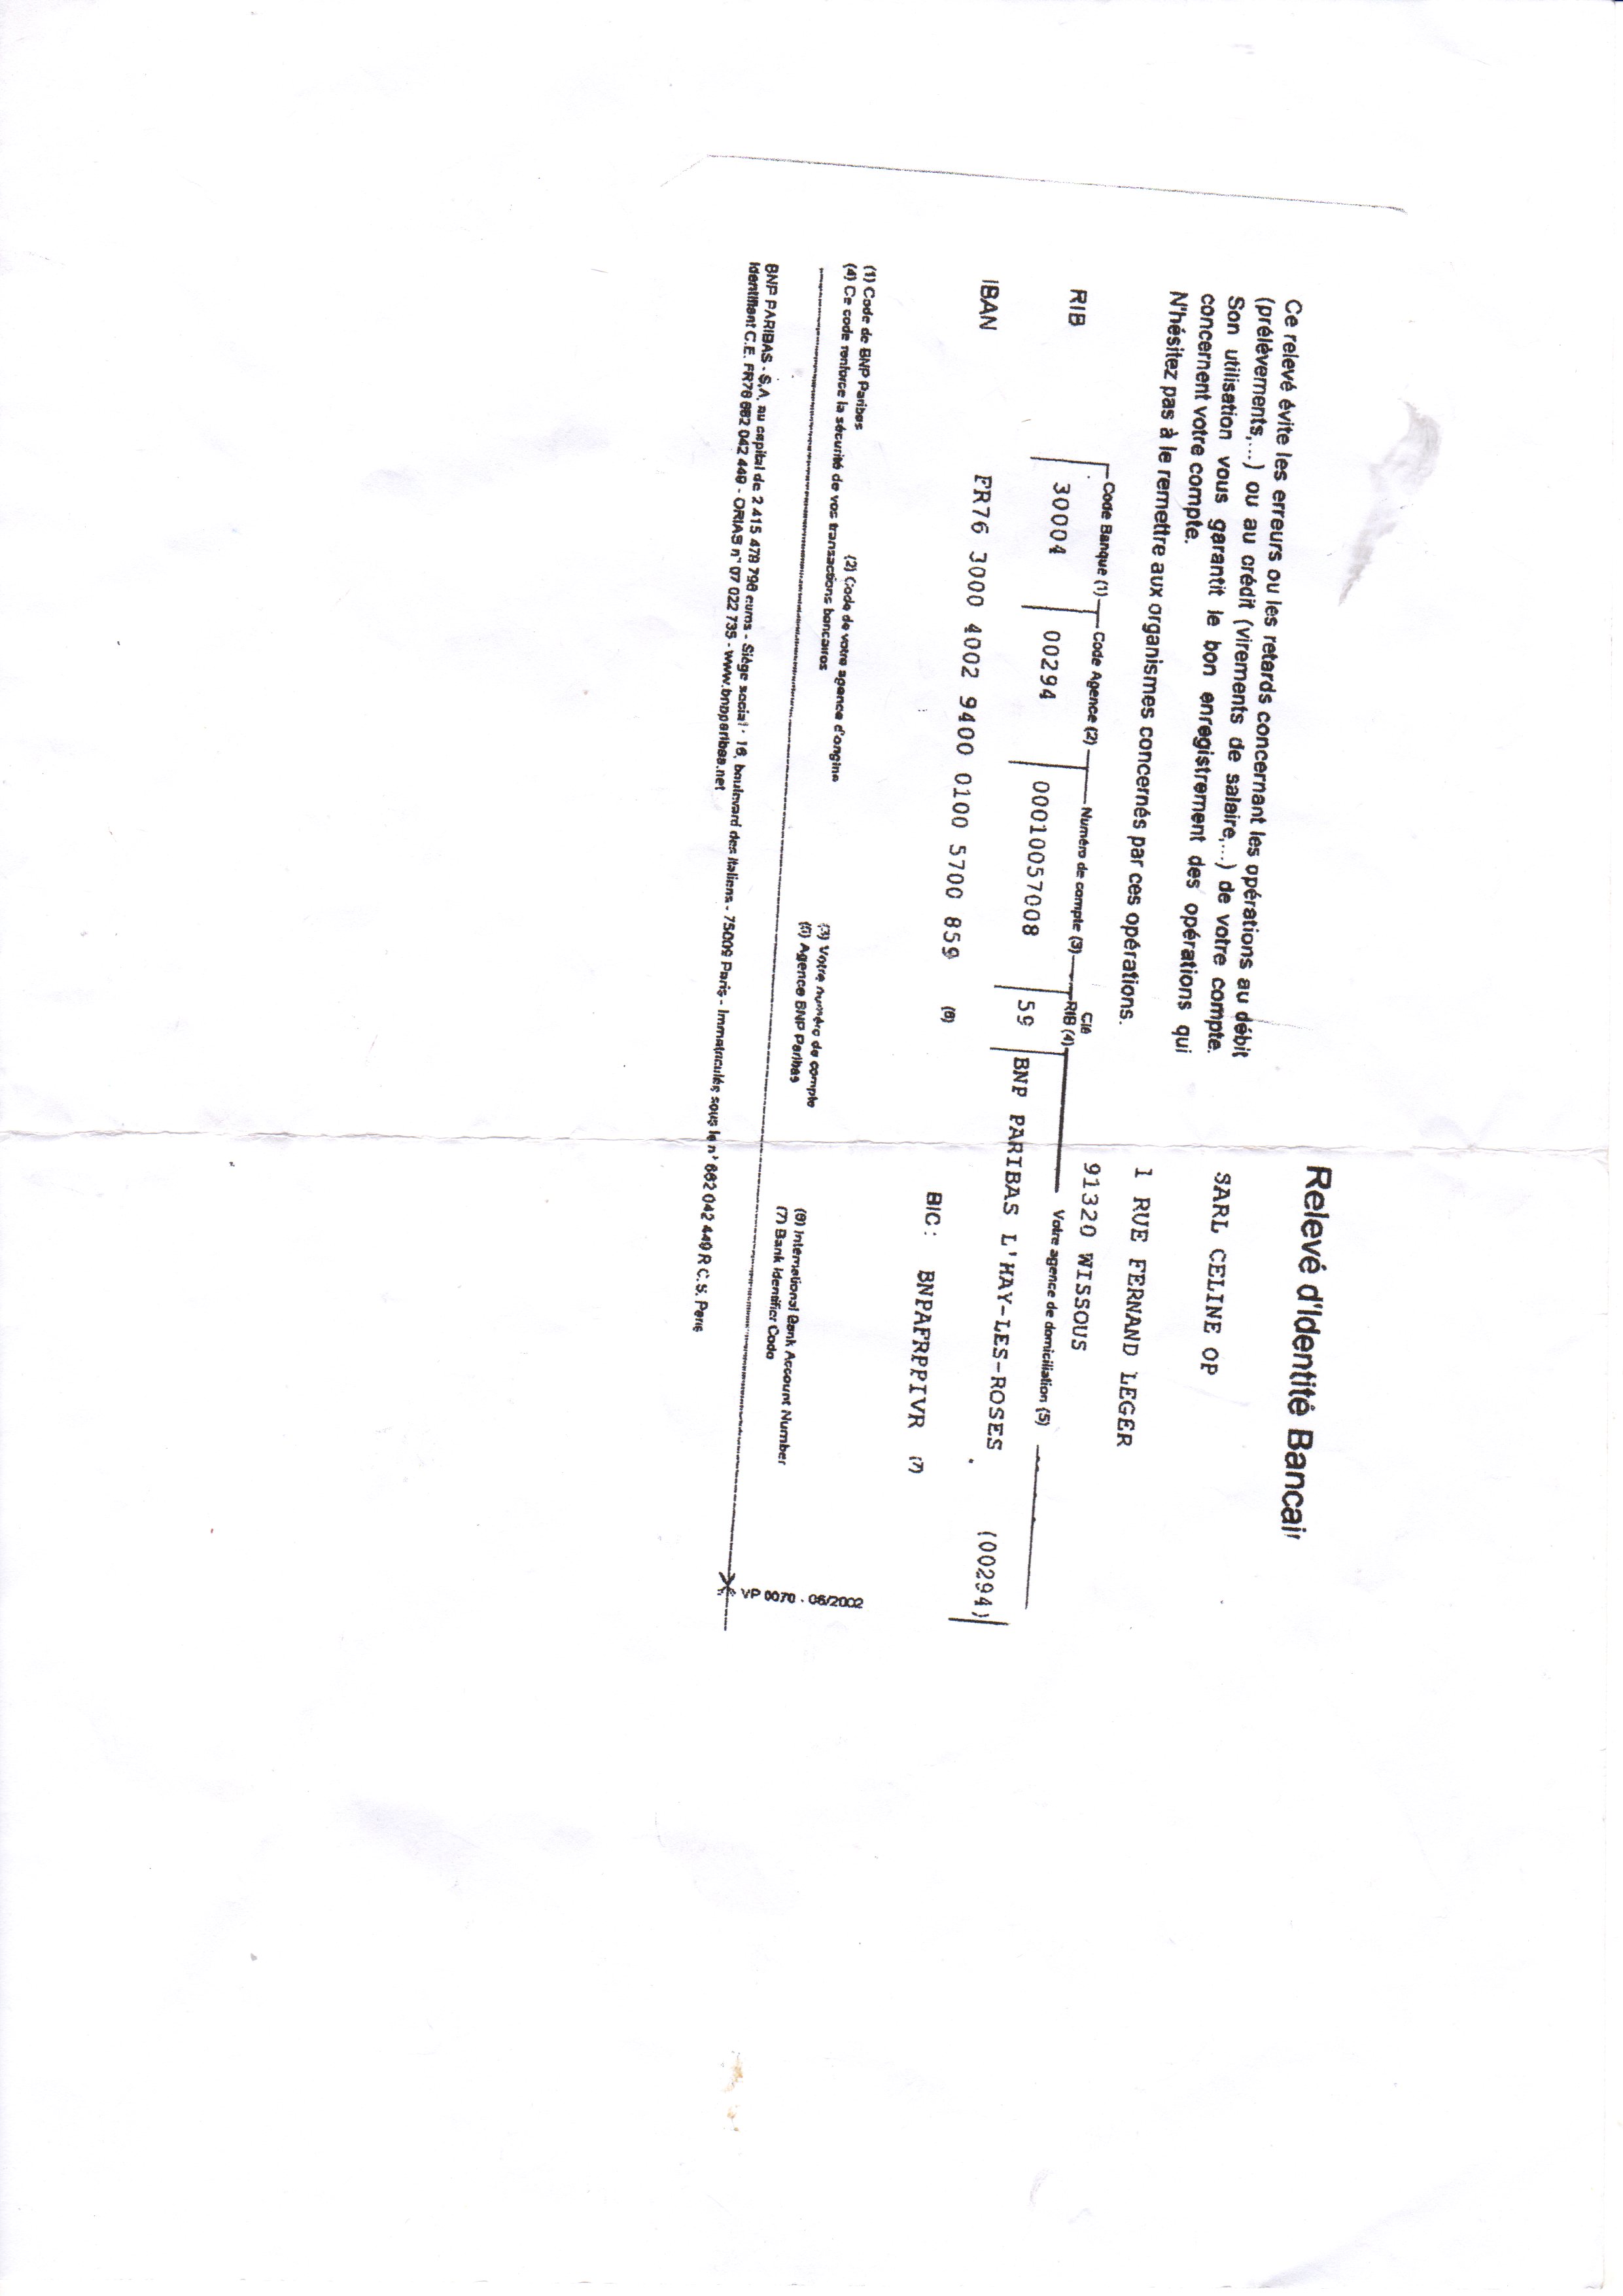 Relevé d'Identité Bancair
Ce relevé évite les erreurs ou les retards concernant les opérations au débit
(prélèvements,...) ou au crédit (virements de salaire,...) de votre compte.
Son utilisation vous garantit le bon enregistrement des opérations qui
concernent votre compte.
N'hésitez pas à le remettre aux organismes concernés par ces opérations.
SARL CELINE OP
1 RUE FERNAND LEGER
91320 WISSOUS
Code Banque (1) Code Agence (2) Numéro de compte (3) Clé RIB (4) Votre agence de domiciliation (5)
RIB 30004 00294 00010057008 59 BNP PARIBAS L'HAY-LES-ROSES (00294)
IBAN FR76 3000 4002 9400 0100 5700 859 (6) BIC: BNPAFRPPIVR (7)
(1) Code de BNP Paribas (2) Code de votre agence d'origine (3) Votre numéro de compte (6) International Bank Account Number
(4) Ce code renforce la sécurité de vos transactions bancaires (5) Agence BNP Paribas (7) Bank Identifier Code
VP 8070 - 06/2002
BNP PARIBAS - S.A. au capital de 2 415 479 796 euros - Siège social : 16, boulevard des Italiens - 75009 Paris - Immatriculée sous le n° 662 042 449 R.C.S. Paris
Identifiant C.E. FR76 662 042 449 - ORIAS n° 07 022 735 - www.bnpparibas.net